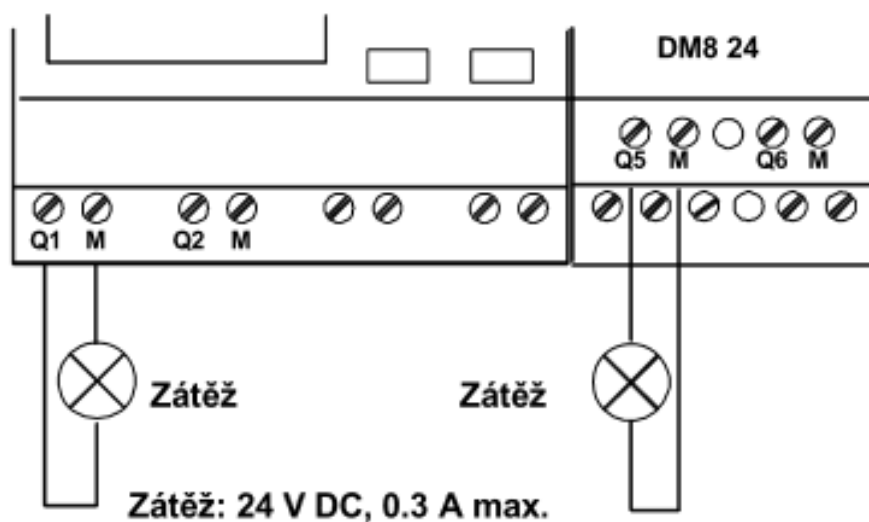 DM8 24
Q5 M Q6 M
Q1 M Q2 M
Zátěž Zátěž
Zátěž: 24 V DC, 0.3 A max.